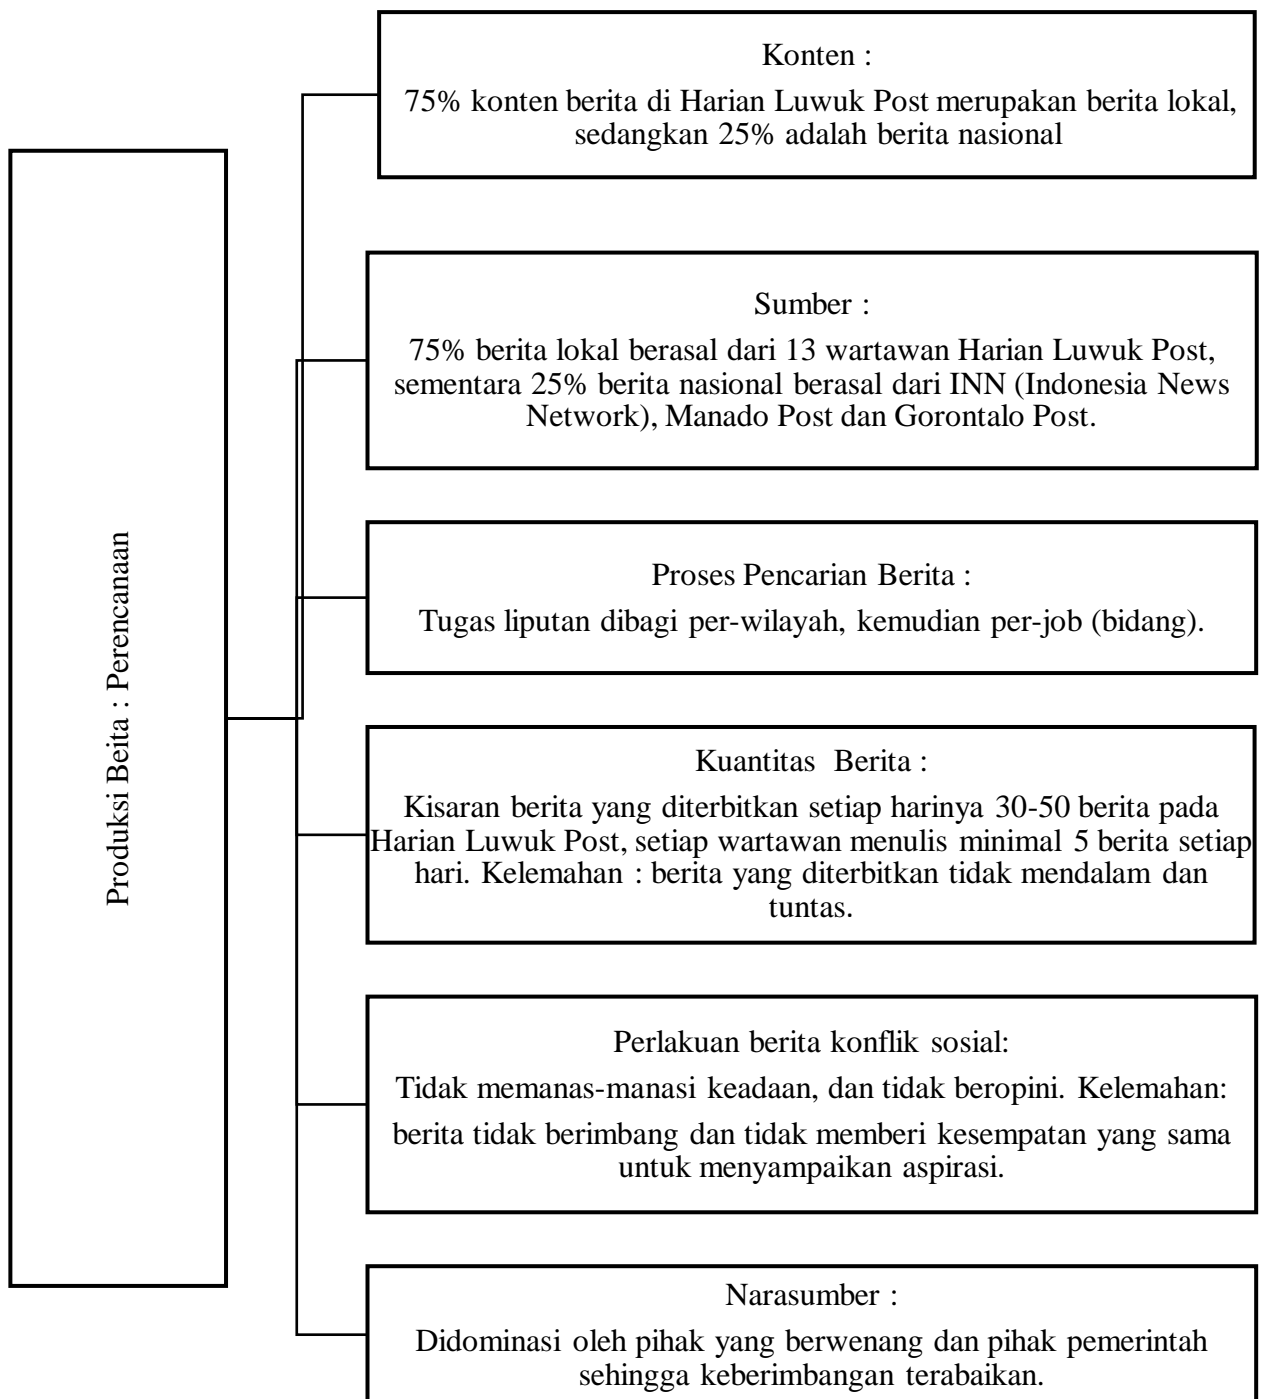 Produksi Beita : Perencanaan
Konten :
75% konten berita di Harian Luwuk Post merupakan berita lokal,
sedangkan 25% adalah berita nasional
Sumber :
75% berita lokal berasal dari 13 wartawan Harian Luwuk Post,
sementara 25% berita nasional berasal dari INN (Indonesia News
Network), Manado Post dan Gorontalo Post.
Proses Pencarian Berita :
Tugas liputan dibagi per-wilayah, kemudian per-job (bidang).
Kuantitas Berita :
Kisaran berita yang diterbitkan setiap harinya 30-50 berita pada
Harian Luwuk Post, setiap wartawan menulis minimal 5 berita setiap
hari. Kelemahan : berita yang diterbitkan tidak mendalam dan
tuntas.
Perlakuan berita konflik sosial:
Tidak memanas-manasi keadaan, dan tidak beropini. Kelemahan:
berita tidak berimbang dan tidak memberi kesempatan yang sama
untuk menyampaikan aspirasi.
Narasumber :
Didominasi oleh pihak yang berwenang dan pihak pemerintah
sehingga keberimbangan terabaikan.